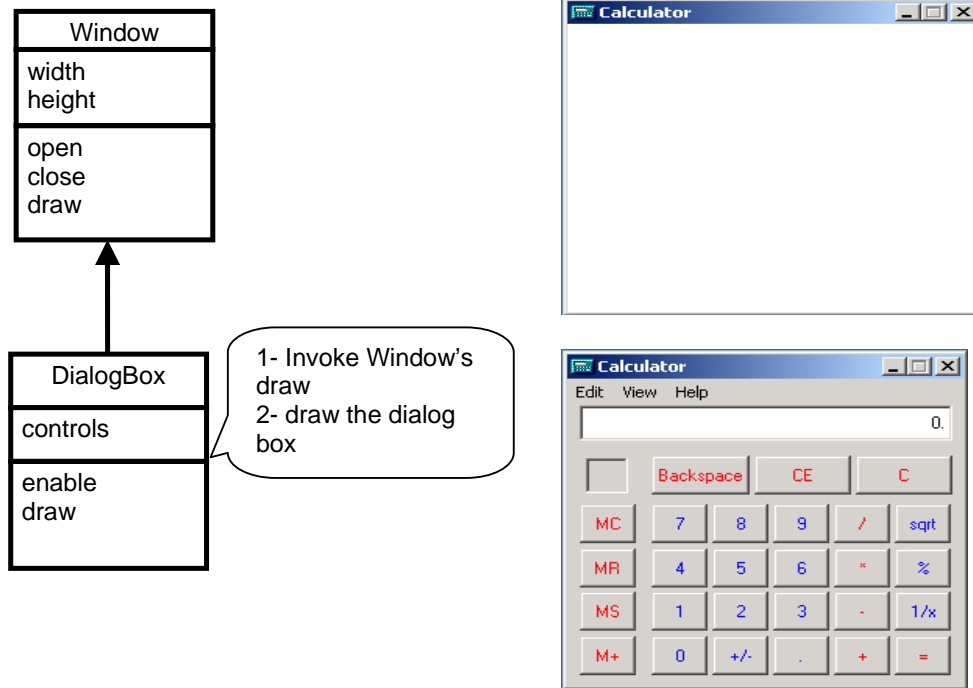 Window
width
height
open
close
draw
DialogBox
controls
enable
draw
1- Invoke Window’s
draw
2- draw the dialog
box
Calculator
Calculator
Edit View Help
0.
Backspace CE C
MC 7 8 9 / sqrt
MR 4 5 6 * %
MS 1 2 3 - 1/x
M+ 0 +/- . + =